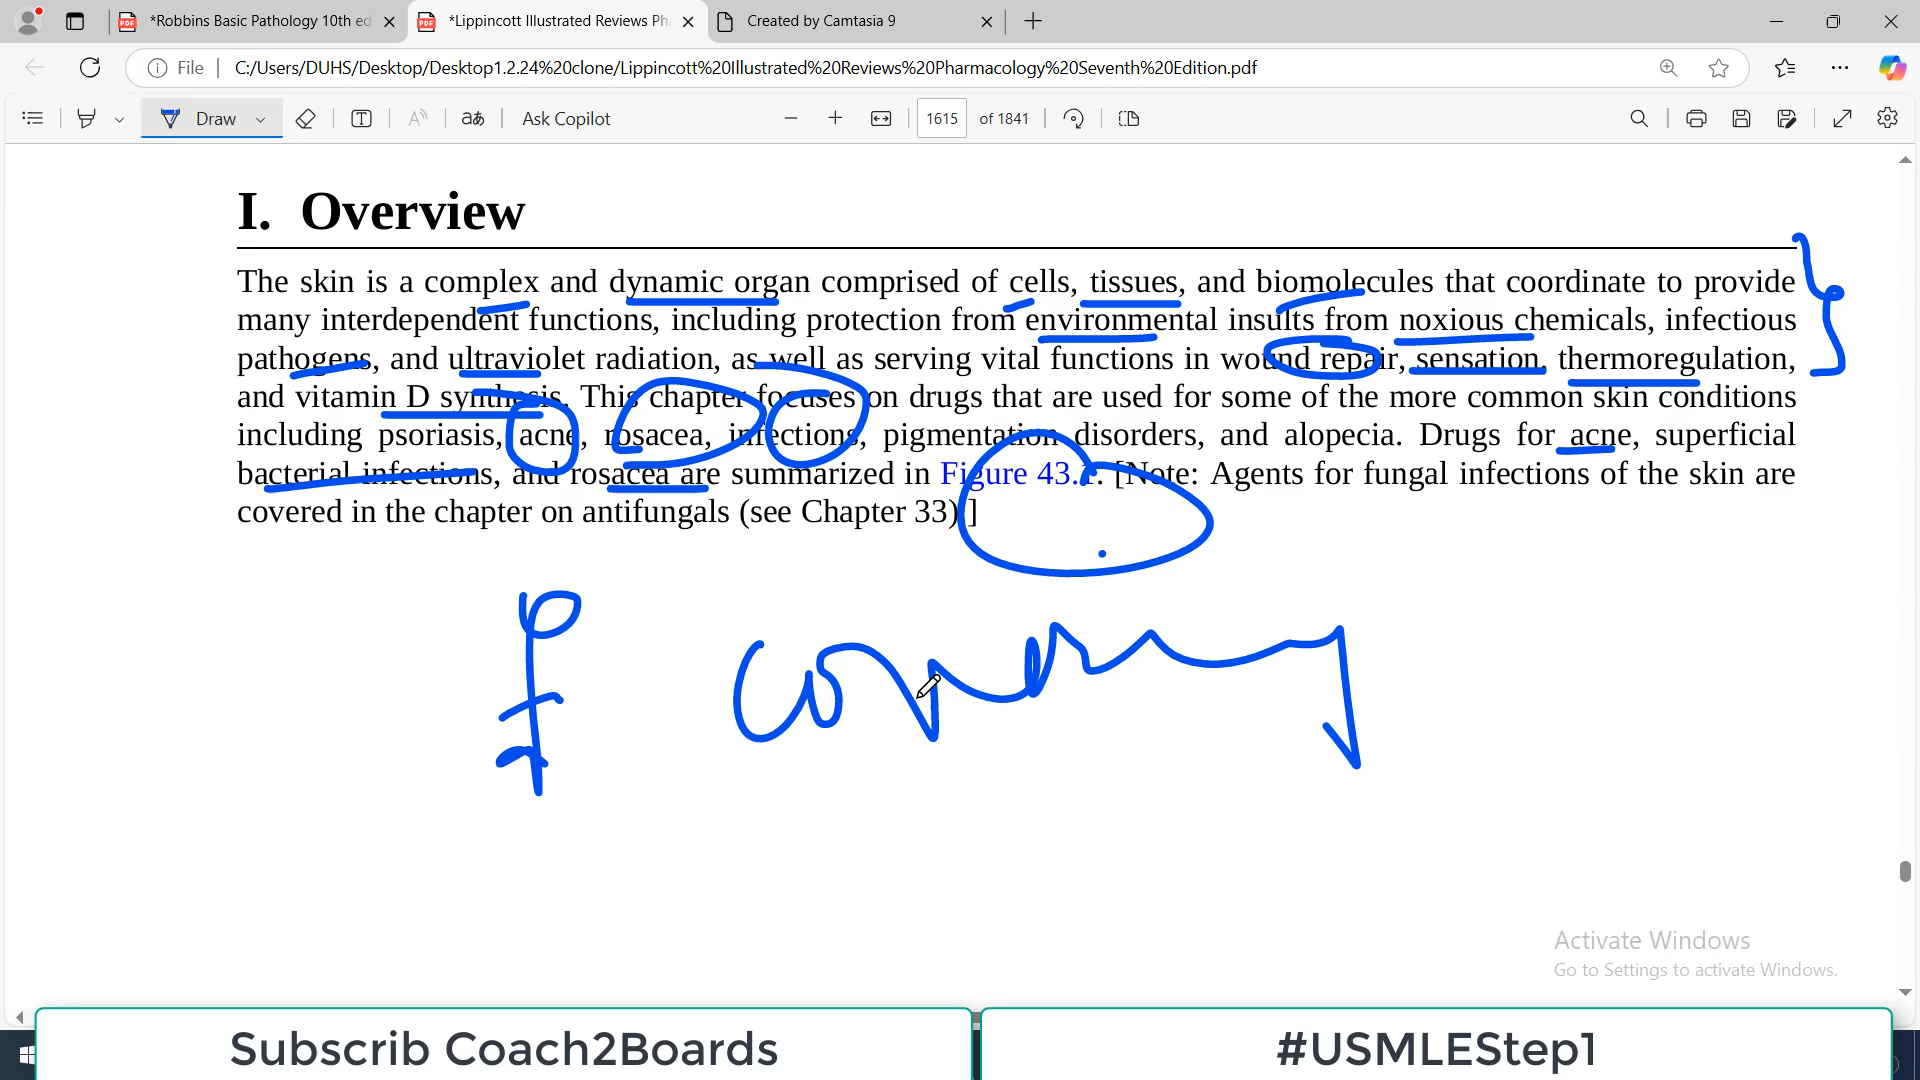 *Robbins Basic Pathology 10th ed
*Lippincott Illustrated Reviews Ph
Created by Camtasia 9
File
C:/Users/DUHS/Desktop/Desktop1.2.24%20clone/Lippincott%20Illustrated%20Reviews%20Pharmacology%20Seventh%20Edition.pdf
Draw
Ask Copilot
1615 of 1841
I. Overview
The skin is a complex and dynamic organ comprised of cells, tissues, and biomolecules that coordinate to provide
many interdependent functions, including protection from environmental insults from noxious chemicals, infectious
pathogens, and ultraviolet radiation, as well as serving vital functions in wound repair, sensation, thermoregulation,
and vitamin D synthesis. This chapter focuses on drugs that are used for some of the more common skin conditions
including psoriasis, acne, rosacea, infections, pigmentation disorders, and alopecia. Drugs for acne, superficial
bacterial infections, and rosacea are summarized in Figure 43.1. [Note: Agents for fungal infections of the skin are
covered in the chapter on antifungals (see Chapter 33).]
Activate Windows
Go to Settings to activate Windows.
Subscrib Coach2Boards
#USMLEStep1